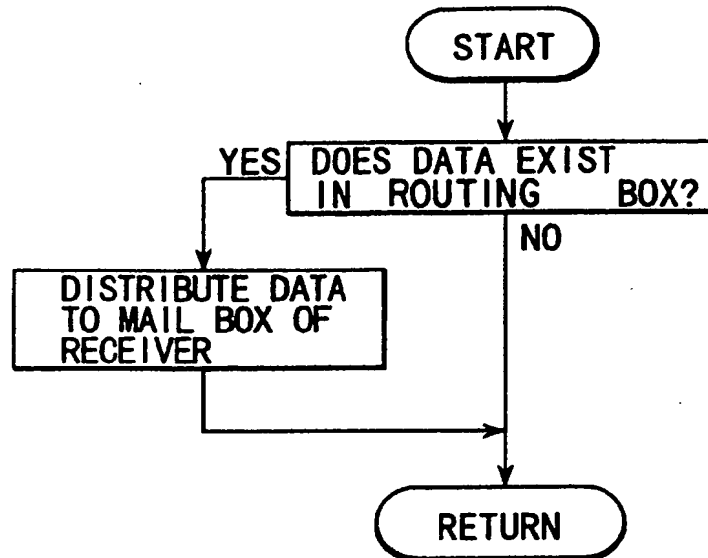 START
YES
DOES DATA EXIST
IN ROUTING BOX?
NO
DISTRIBUTE DATA
TO MAIL BOX OF
RECEIVER
RETURN